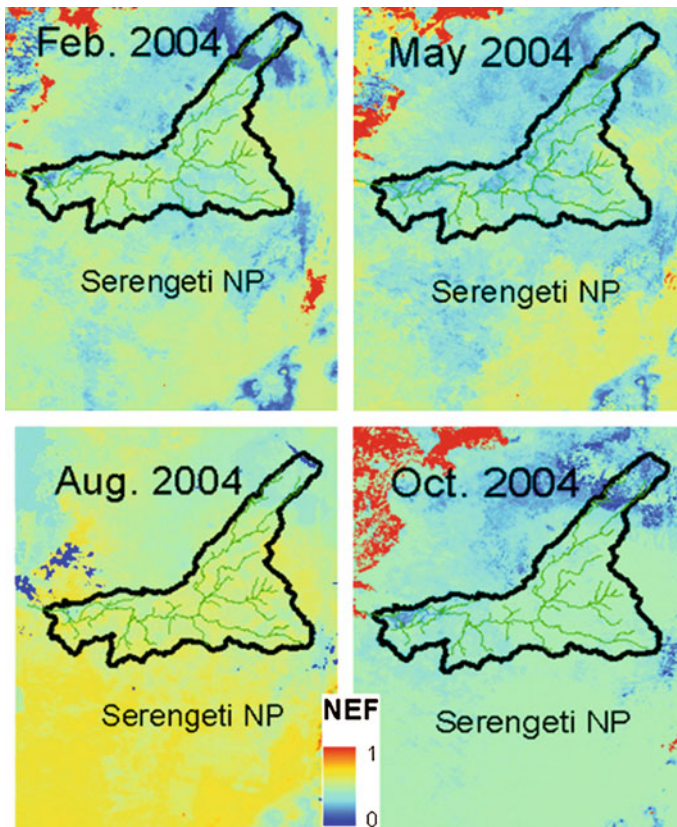 Feb. 2004
May 2004
Serengeti NP
Serengeti NP
Aug. 2004
Oct. 2004
Serengeti NP
Serengeti NP
NEF
1
0